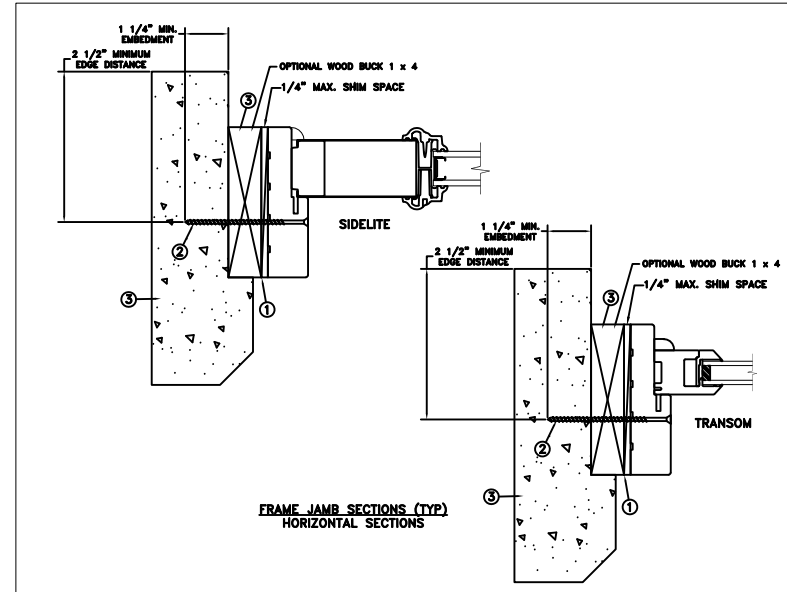 1 1/4" MIN.
EMBEDMENT
2 1/2" MINIMUM
EDGE DISTANCE
OPTIONAL WOOD BUCK 1 x 4
3
1/4" MAX. SHIM SPACE
SIDELITE
2
3
1
1 1/4" MIN.
EMBEDMENT
2 1/2" MINIMUM
EDGE DISTANCE
OPTIONAL WOOD BUCK 1 x 4
3
1/4" MAX. SHIM SPACE
TRANSOM
2
3
1
FRAME JAMB SECTIONS (TYP)
HORIZONTAL SECTIONS